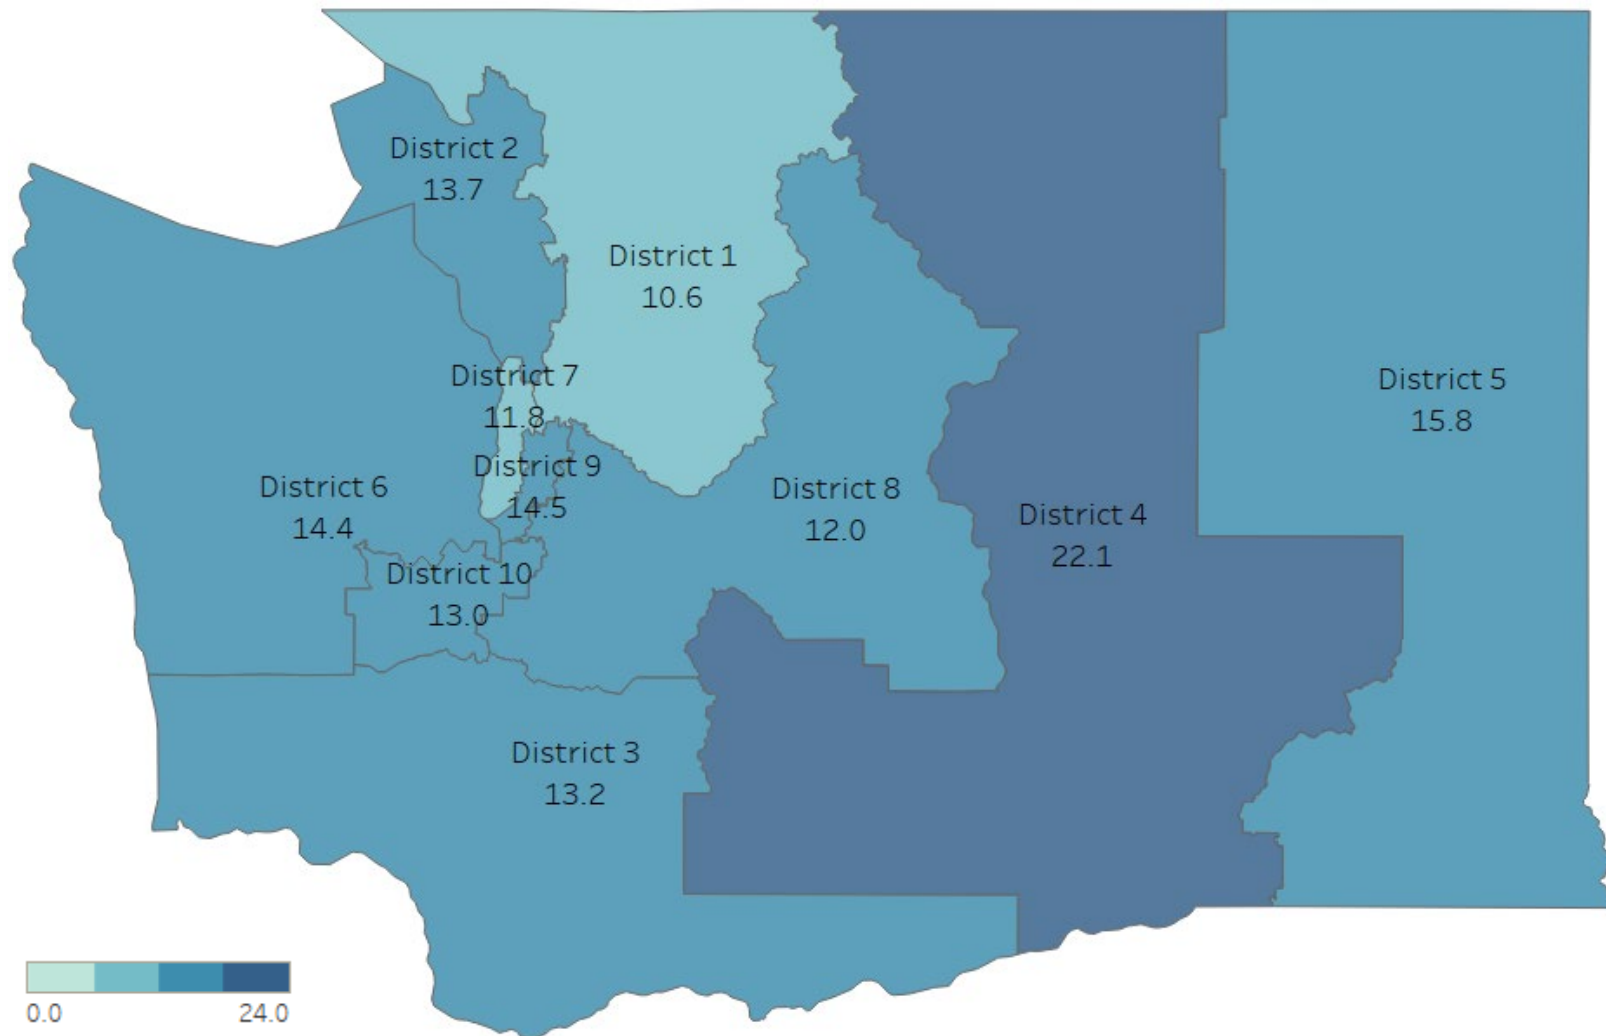 District 2
13.7
District 1
10.6
District 7
11.8
District 5
15.8
District 9
14.5
District 6
14.4
District 8
12.0
District 4
22.1
District 10
13.0
District 3
13.2
0.0 24.0